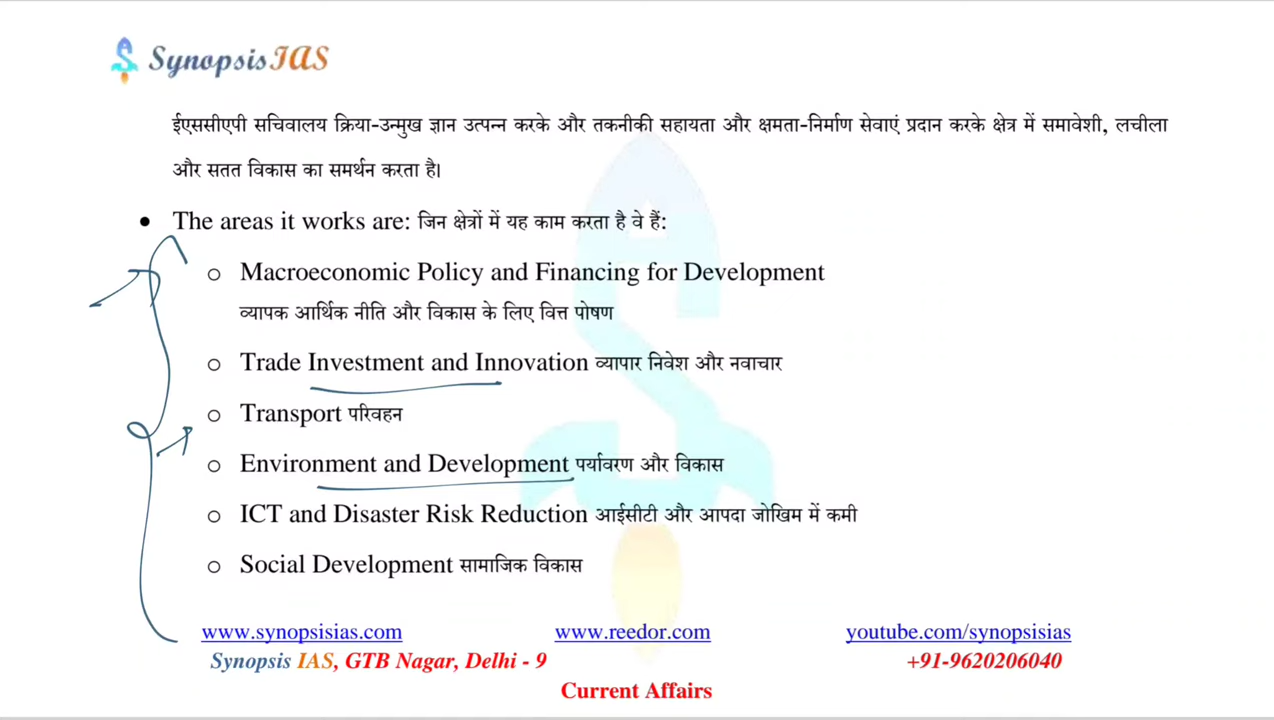 Synopsis IAS
ईएससीएपी सचिवालय क्रिया-उन्मुख ज्ञान उत्पन्न करके और तकनीकी सहायता और क्षमता-निर्माण सेवाएं प्रदान करके क्षेत्र में समावेशी, लचीला
और सतत विकास का समर्थन करता है।
• The areas it works are: जिन क्षेत्रों में यह काम करता है वे हैं:
o Macroeconomic Policy and Financing for Development
व्यापक आर्थिक नीति और विकास के लिए वित्त पोषण
o Trade Investment and Innovation व्यापार निवेश और नवाचार
o Transport परिवहन
o Environment and Development पर्यावरण और विकास
o ICT and Disaster Risk Reduction आईसीटी और आपदा जोखिम में कमी
o Social Development सामाजिक विकास
www.synopsisias.com www.reedor.com youtube.com/synopsisias
Synopsis IAS, GTB Nagar, Delhi - 9 +91-9620206040
Current Affairs